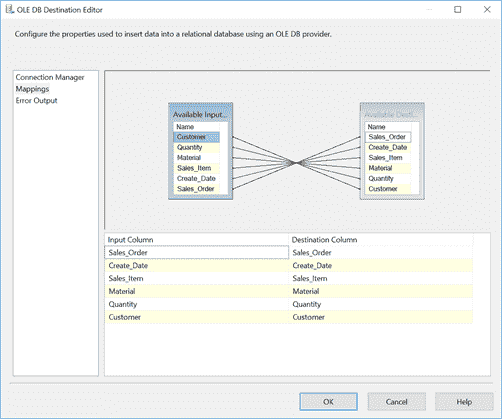 OLE DB Destination Editor
Configure the properties used to insert data into a relational database using an OLE DB provider.
Connection Manager
Mappings
Error Output
Available Input...
Name
Customer
Quantity
Material
Sales_Item
Create_Date
Sales_Order
Available Desti...
Name
Sales_Order
Create_Date
Sales_Item
Material
Quantity
Customer
Input Column Destination Column
Sales_Order Sales_Order
Create_Date Create_Date
Sales_Item Sales_Item
Material Material
Quantity Quantity
Customer Customer
OK Cancel Help